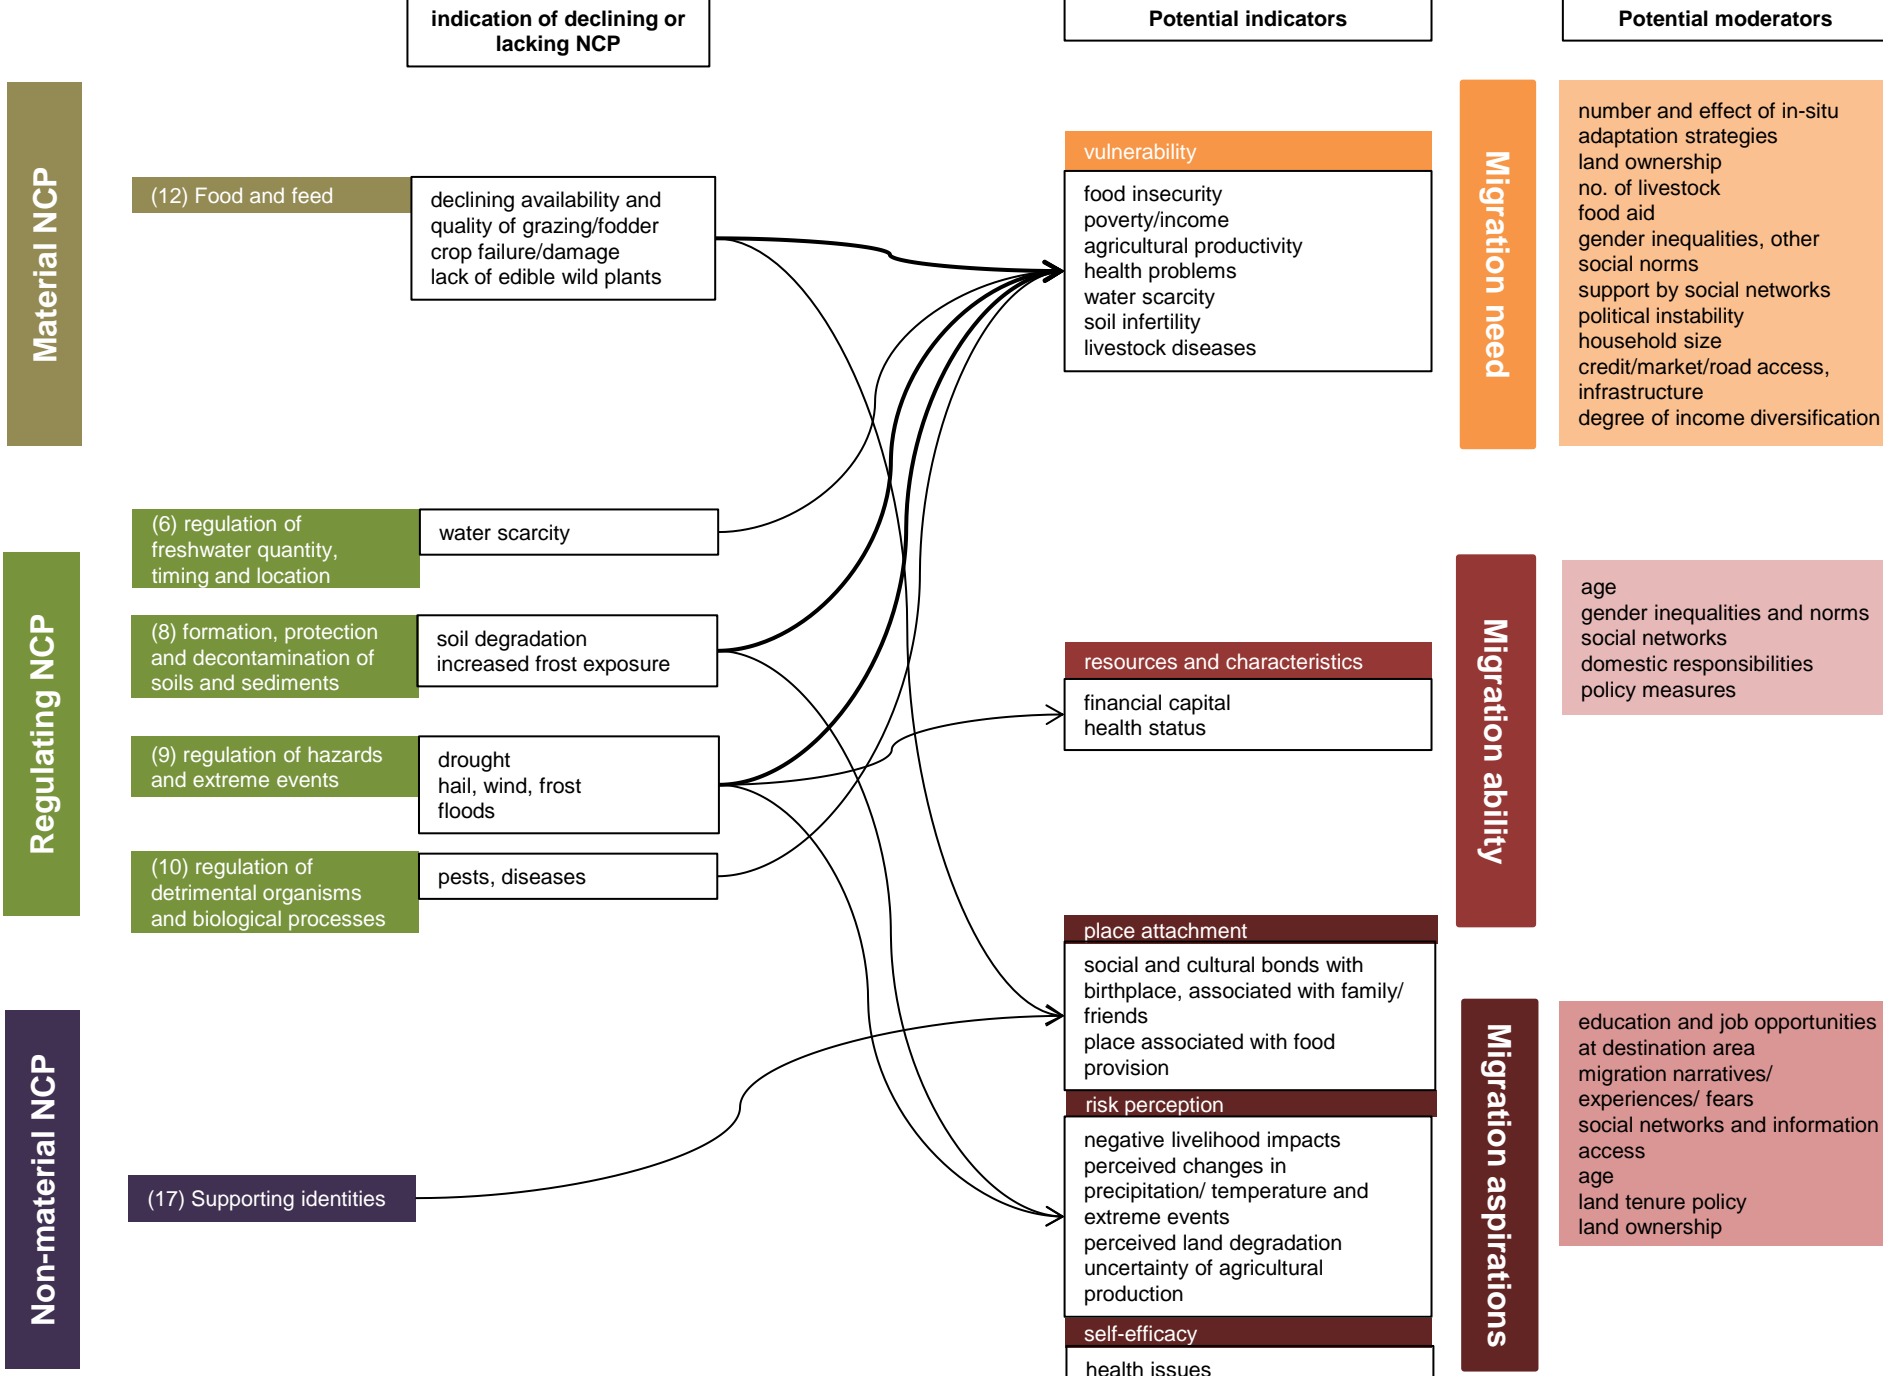 indication of declining or
lacking NCP
Potential indicators
Potential moderators
Material NCP
(12) Food and feed
declining availability and
quality of grazing/fodder
crop failure/damage
lack of edible wild plants
vulnerability
food insecurity
poverty/income
agricultural productivity
health problems
water scarcity
soil infertility
livestock diseases
Migration need
number and effect of in-situ
adaptation strategies
land ownership
no. of livestock
food aid
gender inequalities, other
social norms
support by social networks
political instability
household size
credit/market/road access,
infrastructure
degree of income diversification
Regulating NCP
(6) regulation of
freshwater quantity,
timing and location
water scarcity
(8) formation, protection
and decontamination of
soils and sediments
soil degradation
increased frost exposure
(9) regulation of hazards
and extreme events
drought
hail, wind, frost
floods
(10) regulation of
detrimental organisms
and biological processes
pests, diseases
resources and characteristics
financial capital
health status
Migration ability
age
gender inequalities and norms
social networks
domestic responsibilities
policy measures
Non-material NCP
(17) Supporting identities
place attachment
social and cultural bonds with
birthplace, associated with family/
friends
place associated with food
provision
risk perception
negative livelihood impacts
perceived changes in
precipitation/ temperature and
extreme events
perceived land degradation
uncertainty of agricultural
production
self-efficacy
health issues
Migration aspirations
education and job opportunities
at destination area
migration narratives/
experiences/ fears
social networks and information
access
age
land tenure policy
land ownership